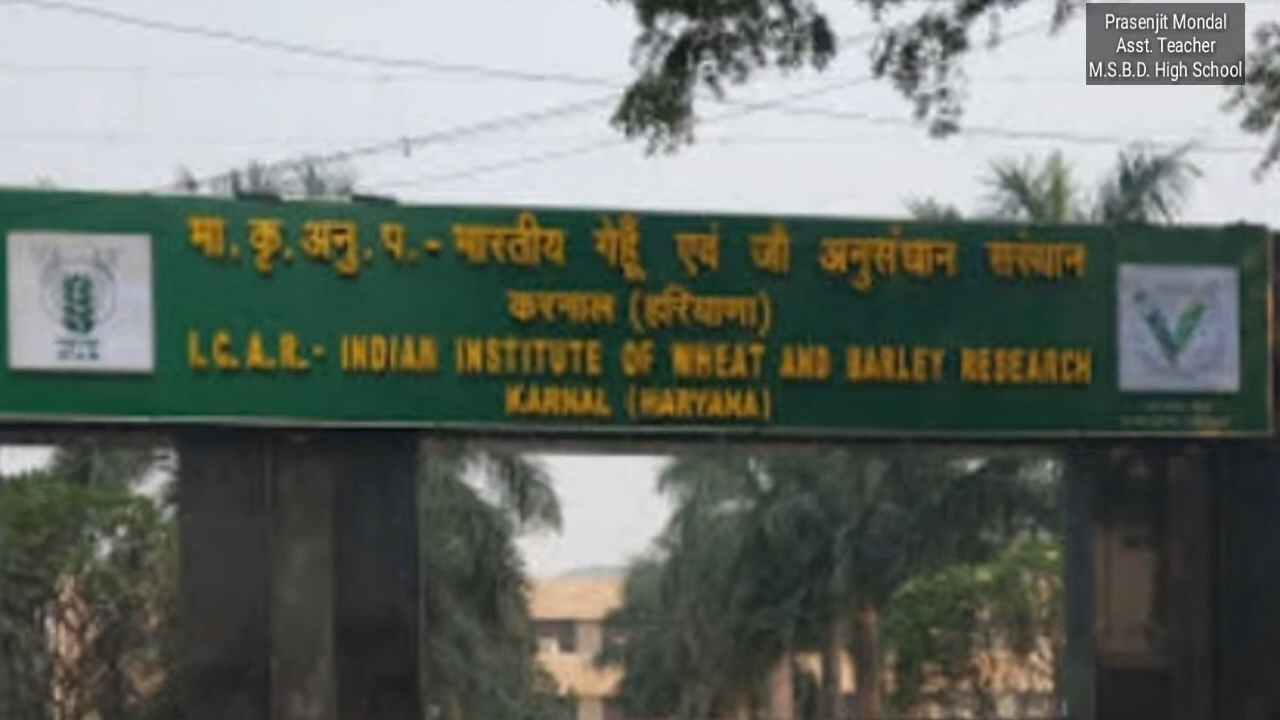 Prasenjit Mondal
Asst. Teacher
M.S.B.D. High School
भा.कृ.अनु.प.-भारतीय गेहूँ एवं जौ अनुसंधान संस्थान
करनाल (हरियाणा)
I.C.A.R.- INDIAN INSTITUTE OF WHEAT AND BARLEY RESEARCH
KARNAL (HARYANA)